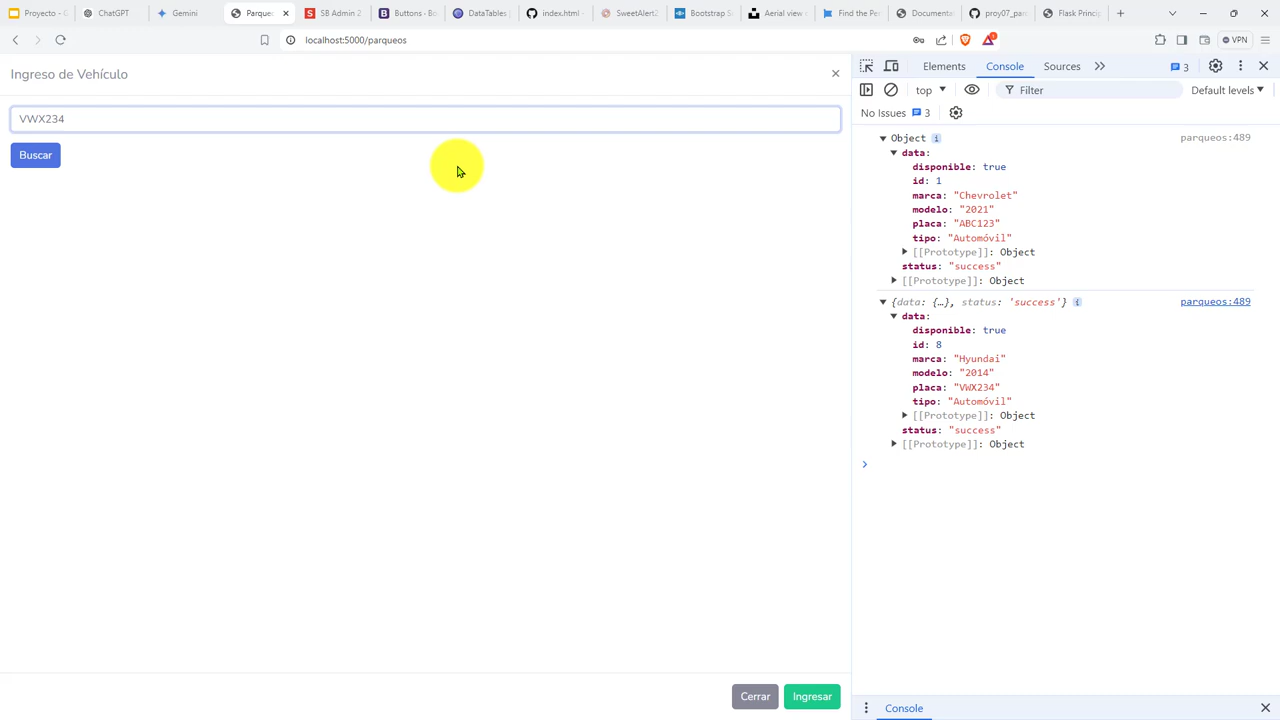 Proyecto - G
ChatGPT
Gemini
Parque
SB Admin 2
Buttons - Bo
DataTables |
index.html -
SweetAlert2
Bootstrap S
Aerial view o
Find the Pe
Documenta
proy07_par
Flask Princip
localhost:5000/parqueos
VPN
Ingreso de Vehículo
VWX234
Buscar
Cerrar
Ingresar
Elements
Console
Sources
3
top
Filter
Default levels
No Issues
3
Object i
parqueos:489
data:
disponible: true
id: 1
marca: "Chevrolet"
modelo: "2021"
placa: "ABC123"
tipo: "Automóvil"
[[Prototype]]: Object
status: "success"
[[Prototype]]: Object
{data: {…}, status: 'success'} i
parqueos:489
data:
disponible: true
id: 8
marca: "Hyundai"
modelo: "2014"
placa: "VWX234"
tipo: "Automóvil"
[[Prototype]]: Object
status: "success"
[[Prototype]]: Object
Console